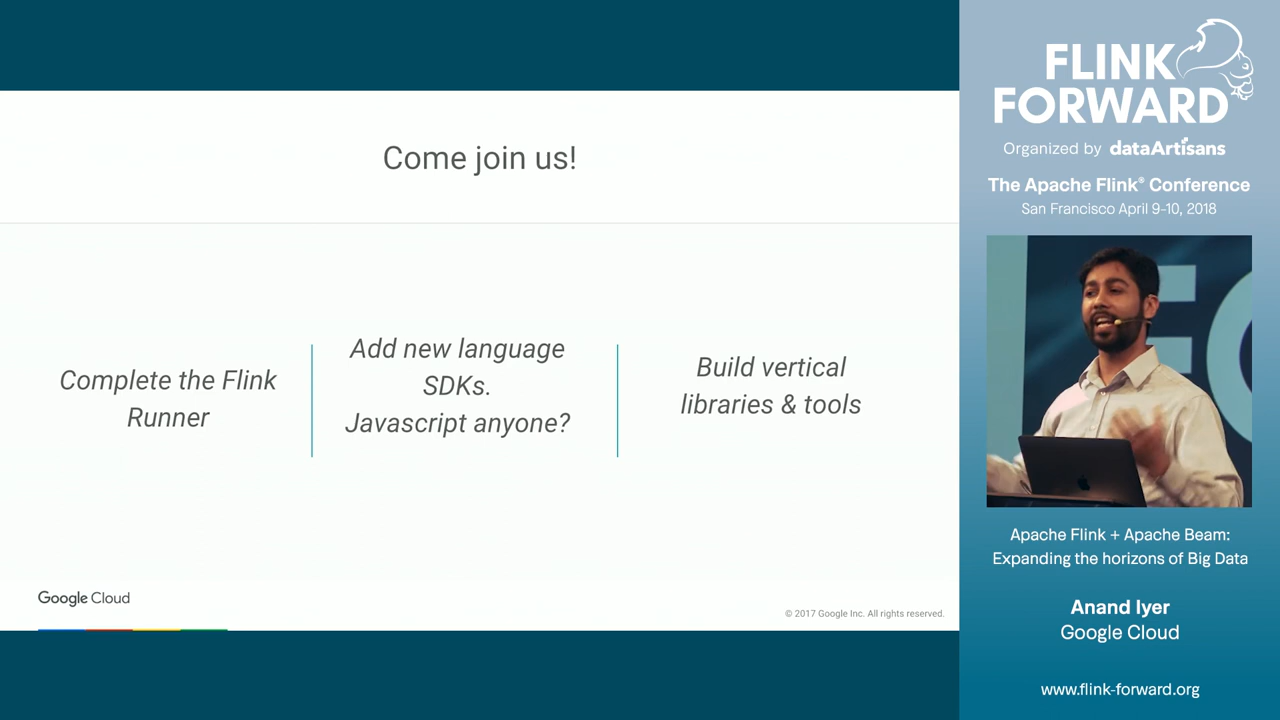 Come join us!
Complete the Flink
Runner
Add new language
SDKs.
Javascript anyone?
Build vertical
libraries & tools
Google Cloud
© 2017 Google Inc. All rights reserved.
FLINK
FORWARD
Organized by dataArtisans
The Apache Flink® Conference
San Francisco April 9-10, 2018
Apache Flink + Apache Beam:
Expanding the horizons of Big Data
Anand Iyer
Google Cloud
www.flink-forward.org